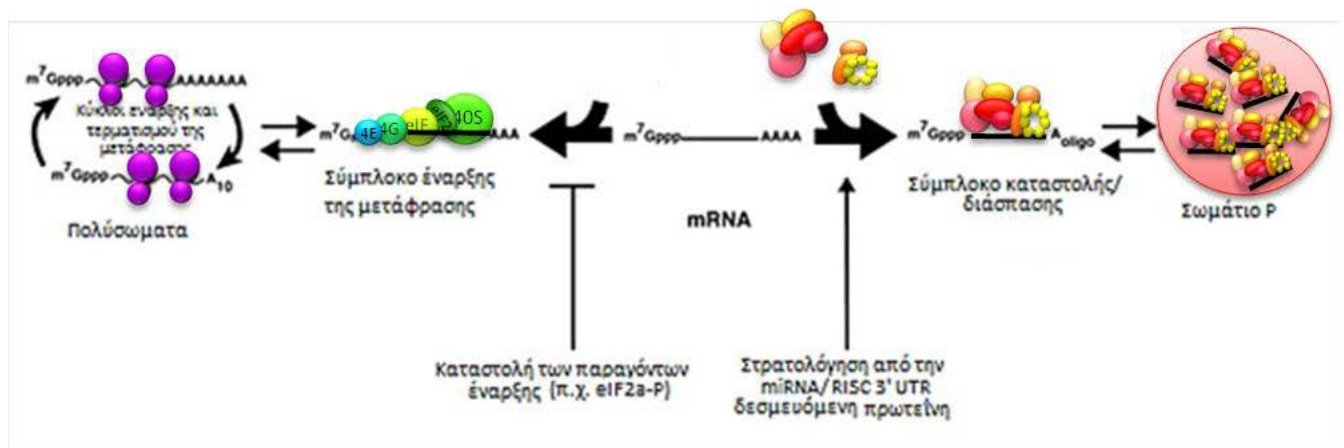 m⁷Gppp AAAAAAA
Κύκλοι έναρξης και
τερματισμού της
μετάφρασης
m⁷Gppp A₁₀
Πολύσωματα
m⁷G 4E 4G eIF eIF2 40S AAA
Σύμπλοκο έναρξης
της μετάφρασης
m⁷Gppp AAAA
mRNA
m⁷Gppp A oligo
Σύμπλοκο καταστολής/
διάσπασης
Σωμάτιο P
Καταστολή των παραγόντων
έναρξης (π.χ. eIF2a-P)
Στρατολόγηση από την
miRNA/ RISC 3' UTR
δεσμευόμενη πρωτεΐνη